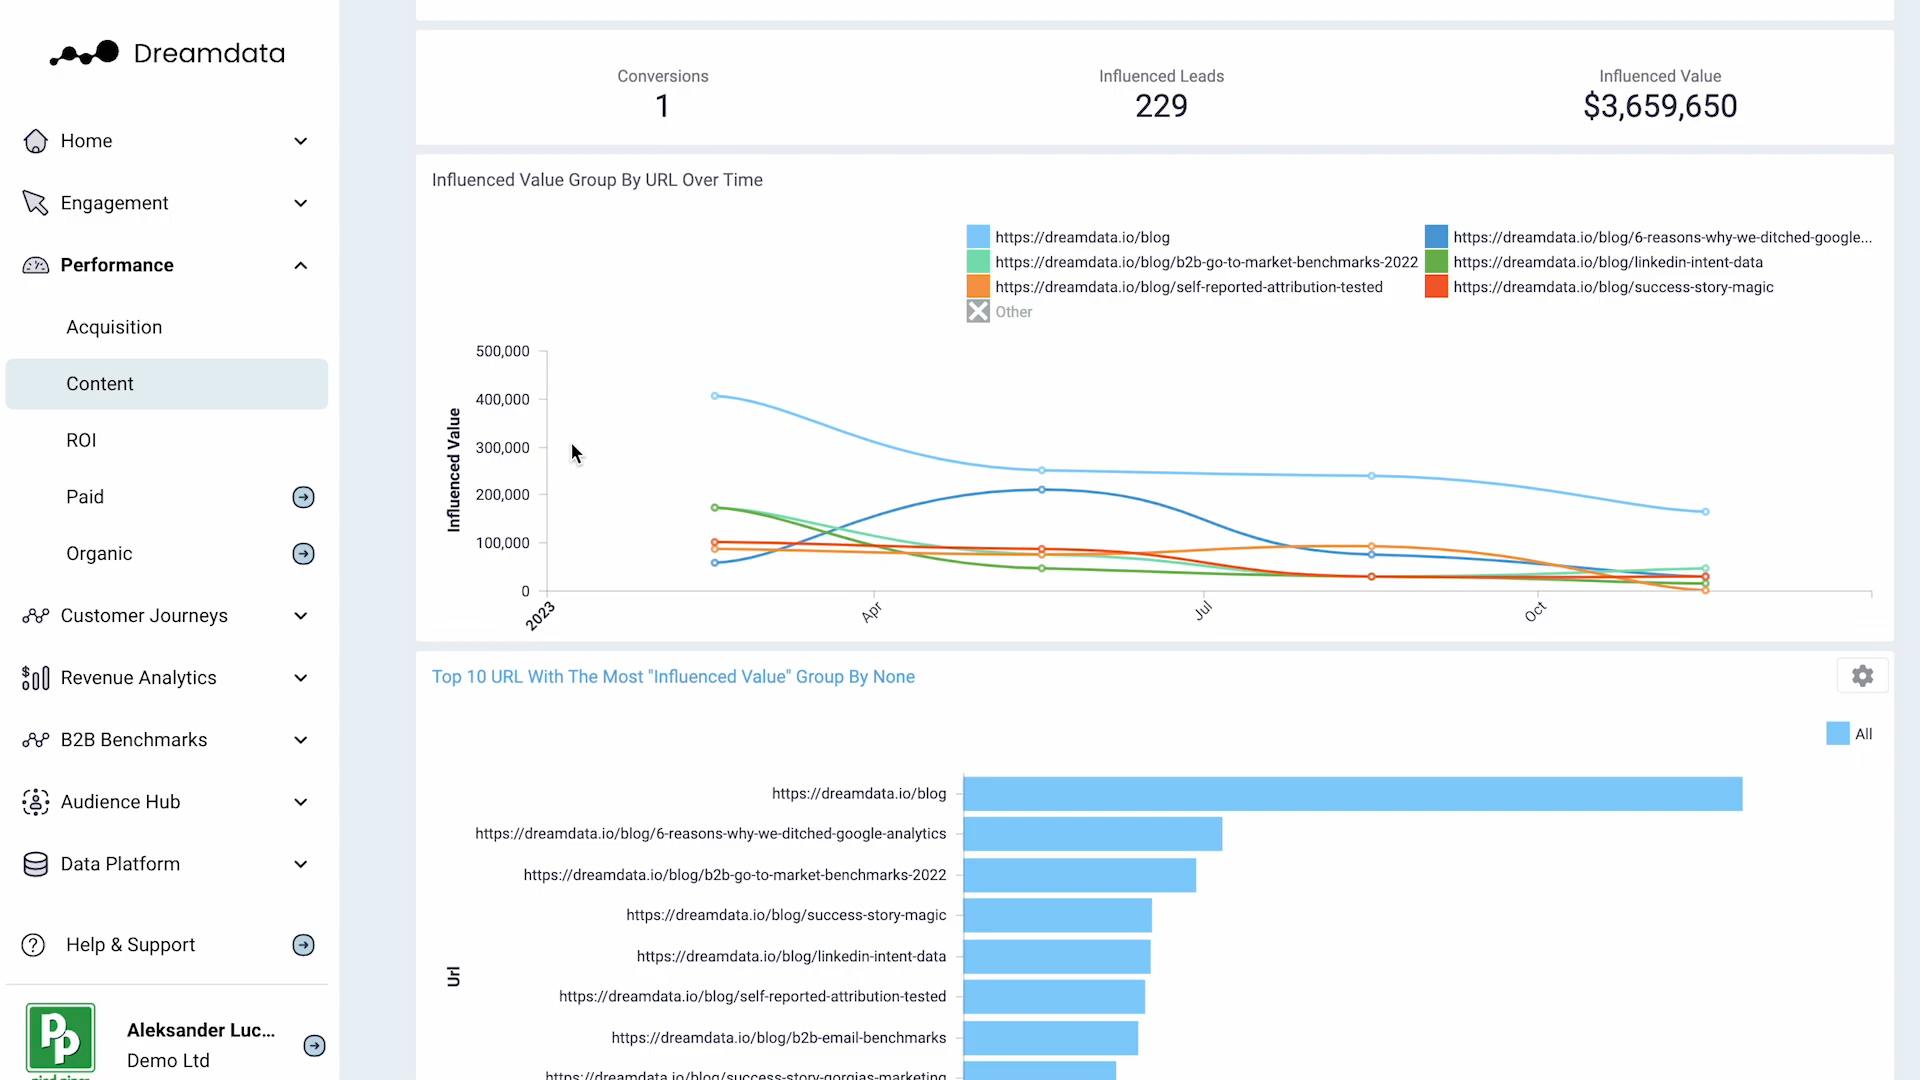 Dreamdata
Home
Engagement
Performance
Acquisition
Content
ROI
Paid
Organic
Customer Journeys
Revenue Analytics
B2B Benchmarks
Audience Hub
Data Platform
Help & Support
Pp
Aleksander Luc...
Demo Ltd
Conversions
1
Influenced Leads
229
Influenced Value
$3,659,650
Influenced Value Group By URL Over Time
https://dreamdata.io/blog
https://dreamdata.io/blog/6-reasons-why-we-ditched-google...
https://dreamdata.io/blog/b2b-go-to-market-benchmarks-2022
https://dreamdata.io/blog/linkedin-intent-data
https://dreamdata.io/blog/self-reported-attribution-tested
https://dreamdata.io/blog/success-story-magic
Other
Influenced Value
500,000
400,000
300,000
200,000
100,000
0
2023
Apr
Jul
Oct
Top 10 URL With The Most "Influenced Value" Group By None
All
Url
https://dreamdata.io/blog
https://dreamdata.io/blog/6-reasons-why-we-ditched-google-analytics
https://dreamdata.io/blog/b2b-go-to-market-benchmarks-2022
https://dreamdata.io/blog/success-story-magic
https://dreamdata.io/blog/linkedin-intent-data
https://dreamdata.io/blog/self-reported-attribution-tested
https://dreamdata.io/blog/b2b-email-benchmarks
https://dreamdata.io/blog/success-story-gorgias-marketing